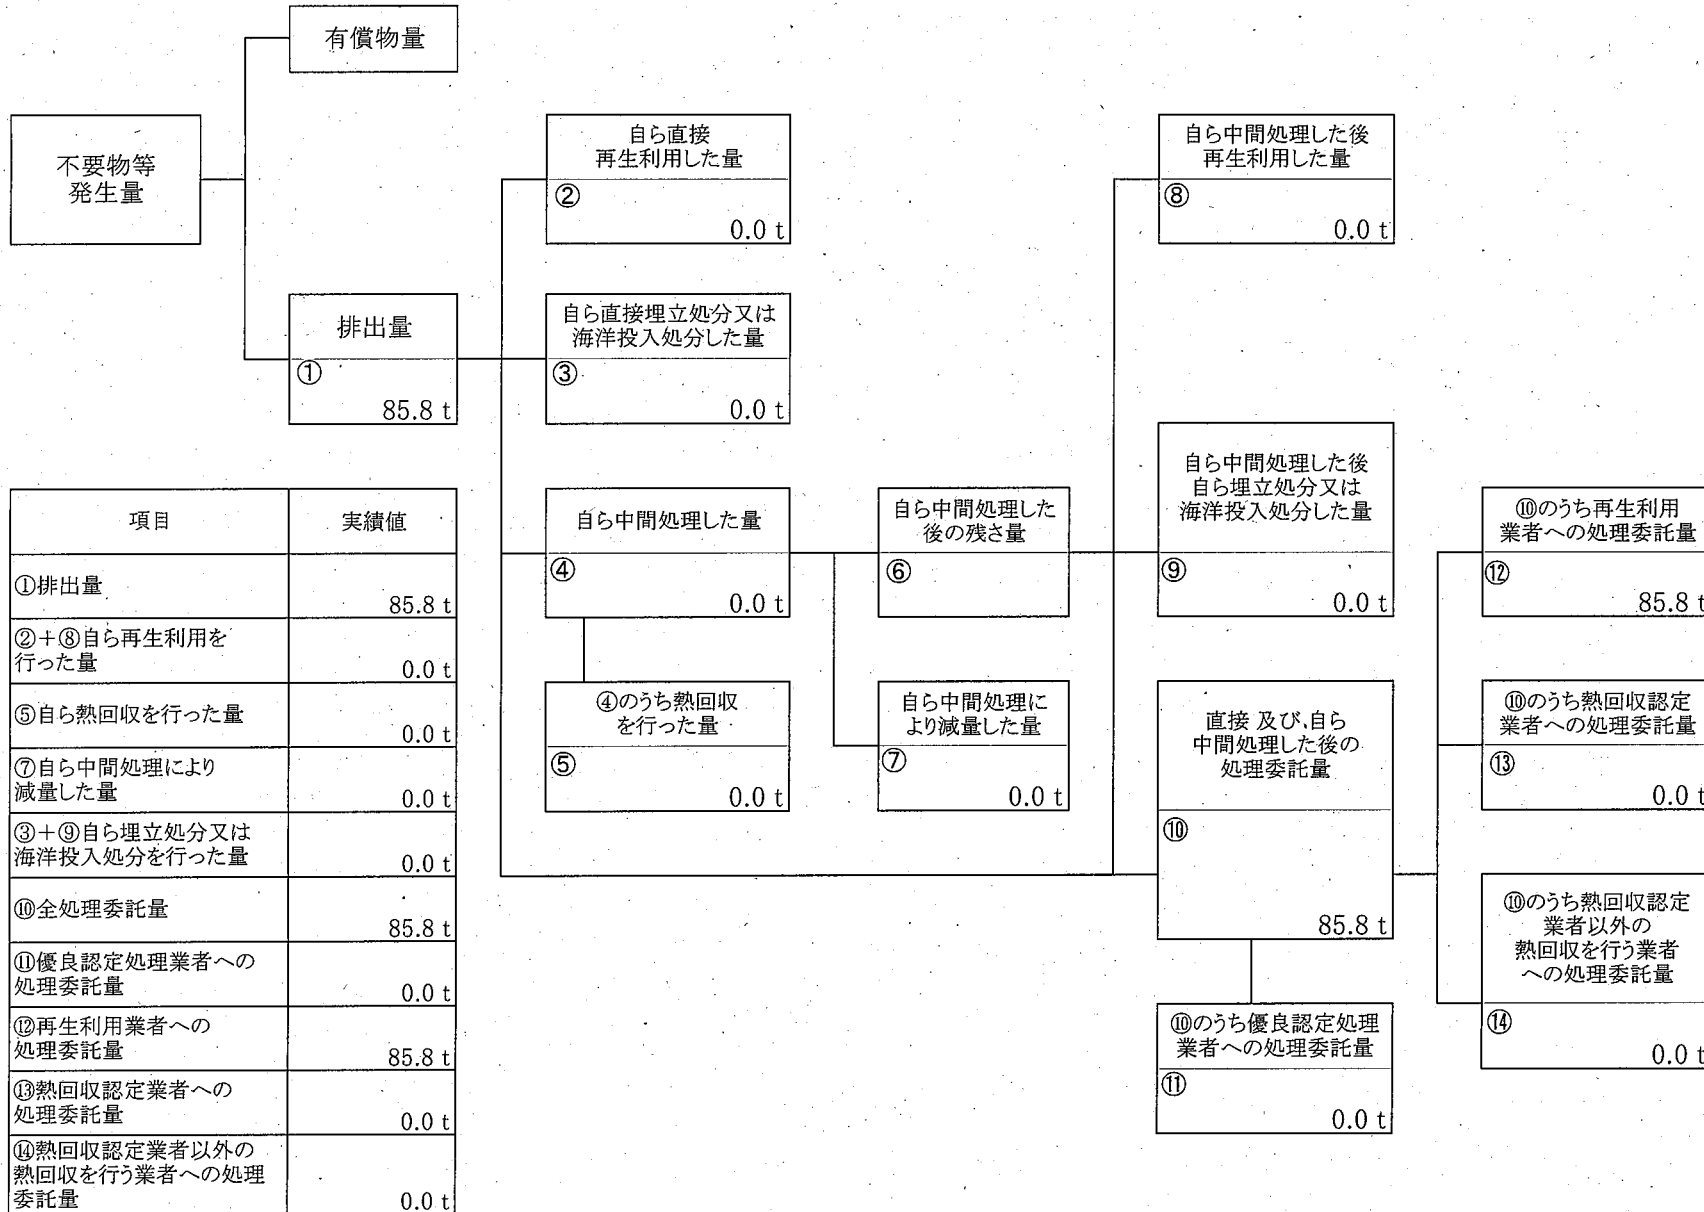 有償物量
不要物等
発生量
自ら直接
再生利用した量
②
0.0 t
自ら中間処理した後
再生利用した量
⑧
0.0 t
排出量
①
85.8 t
自ら直接埋立処分又は
海洋投入処分した量
③
0.0 t
自ら中間処理した量
④
0.0 t
自ら中間処理した
後の残さ量
⑥
自ら中間処理した後
自ら埋立処分又は
海洋投入処分した量
⑨
0.0 t
⑩のうち再生利用
業者への処理委託量
⑫
85.8 t
④のうち熱回収
を行った量
⑤
0.0 t
自ら中間処理に
より減量した量
⑦
0.0 t
直接 及び 自ら
中間処理した後の
処理委託量
⑩
85.8 t
⑩のうち熱回収認定
業者への処理委託量
⑬
0.0 t
⑩のうち熱回収認定
業者以外の
熱回収を行う業者
への処理委託量
⑭
0.0 t
⑩のうち優良認定処理
業者への処理委託量
⑪
0.0 t
項目 実績値
①排出量
85.8 t
②+⑧自ら再生利用を
行った量
0.0 t
⑤自ら熱回収を行った量
0.0 t
⑦自ら中間処理により
減量した量
0.0 t
③+⑨自ら埋立処分又は
海洋投入処分を行った量
0.0 t
⑩全処理委託量
85.8 t
⑪優良認定処理業者への
処理委託量
0.0 t
⑫再生利用業者への
処理委託量
85.8 t
⑬熱回収認定業者への
処理委託量
0.0 t
⑭熱回収認定業者以外の
熱回収を行う業者への処理
委託量
0.0 t